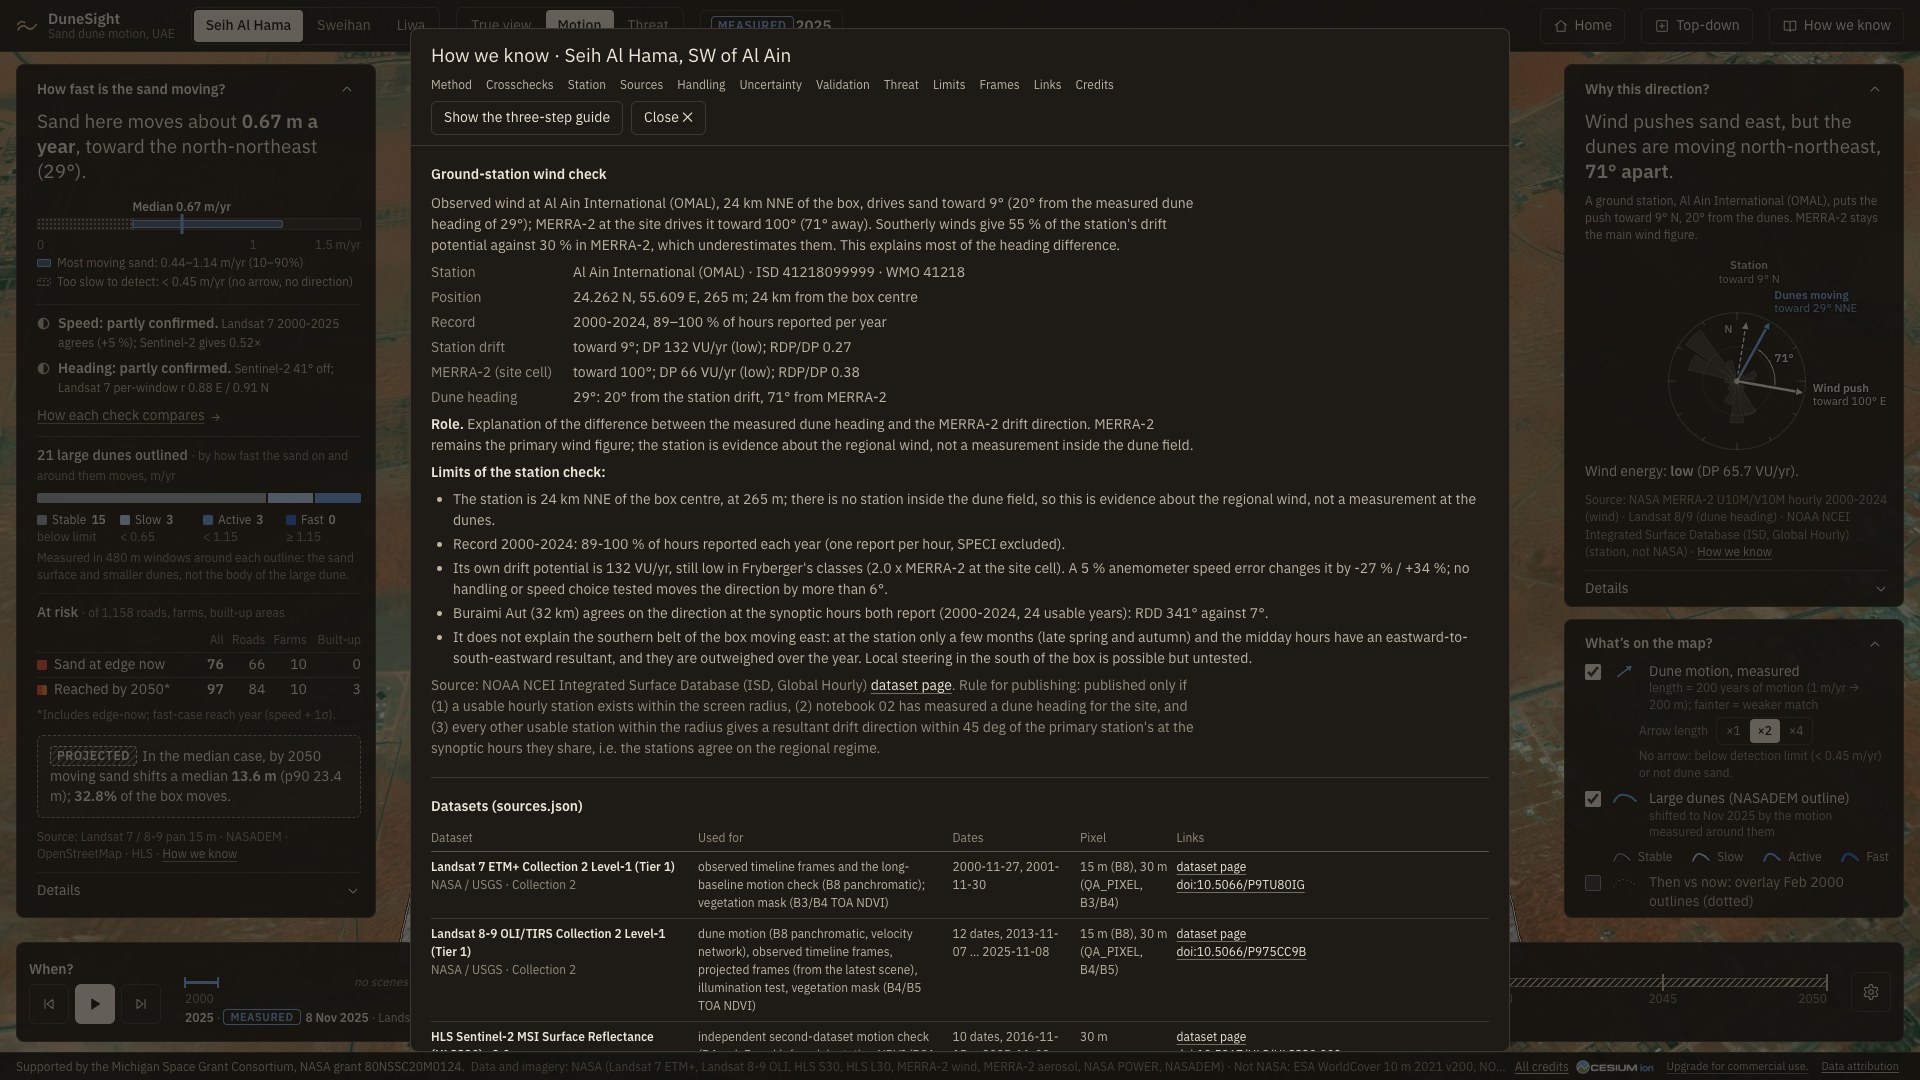 DuneSight
Sand dune motion, UAE
Seih Al Hama
Sweihan
Liwa
True view
Motion
Threat
MEASURED 2025
Home
Top-down
How we know
How fast is the sand moving?
Sand here moves about 0.67 m a
year, toward the north-northeast
(29°).
Median 0.67 m/yr
0 1 1.5 m/yr
Most moving sand: 0.44–1.14 m/yr (10–90%)
Too slow to detect: < 0.45 m/yr (no arrow, no direction)
Speed: partly confirmed. Landsat 7 2000-2025
agrees (+5 %); Sentinel-2 gives 0.52×
Heading: partly confirmed. Sentinel-2 41° off;
Landsat 7 per-window r 0.88 E / 0.91 N
How each check compares →
21 large dunes outlined · by how fast the sand on and
around them moves, m/yr
Stable 15 Slow 3 Active 3 Fast 0
below limit < 0.65 < 1.15 ≥ 1.15
Measured in 480 m windows around each outline: the sand
surface and smaller dunes, not the body of the large dune.
At risk · of 1,158 roads, farms, built-up areas
All Roads Farms Built-up
Sand at edge now 76 66 10 0
Reached by 2050* 97 84 10 3
*Includes edge-now; fast-case reach year (speed + 1σ).
PROJECTED In the median case, by 2050
moving sand shifts a median 13.6 m (p90 23.4
m); 32.8% of the box moves.
Source: Landsat 7 / 8-9 pan 15 m · NASADEM ·
OpenStreetMap · HLS · How we know
Details
How we know · Seih Al Hama, SW of Al Ain
Method Crosschecks Station Sources Handling Uncertainty Validation Threat Limits Frames Links Credits
Show the three-step guide
Close ✕
Ground-station wind check
Observed wind at Al Ain International (OMAL), 24 km NNE of the box, drives sand toward 9° (20° from the measured dune
heading of 29°); MERRA-2 at the site drives it toward 100° (71° away). Southerly winds give 55 % of the station's drift
potential against 30 % in MERRA-2, which underestimates them. This explains most of the heading difference.
Station Al Ain International (OMAL) · ISD 41218099999 · WMO 41218
Position 24.262 N, 55.609 E, 265 m; 24 km from the box centre
Record 2000-2024, 89–100 % of hours reported per year
Station drift toward 9°; DP 132 VU/yr (low); RDP/DP 0.27
MERRA-2 (site cell) toward 100°; DP 66 VU/yr (low); RDP/DP 0.38
Dune heading 29°: 20° from the station drift, 71° from MERRA-2
Role. Explanation of the difference between the measured dune heading and the MERRA-2 drift direction. MERRA-2
remains the primary wind figure; the station is evidence about the regional wind, not a measurement inside the dune field.
Limits of the station check:
• The station is 24 km NNE of the box centre, at 265 m; there is no station inside the dune field, so this is evidence about the regional wind, not a measurement at the
dunes.
• Record 2000-2024: 89-100 % of hours reported each year (one report per hour, SPECI excluded).
• Its own drift potential is 132 VU/yr, still low in Fryberger's classes (2.0 x MERRA-2 at the site cell). A 5 % anemometer speed error changes it by -27 % / +34 %; no
handling or speed choice tested moves the direction by more than 6°.
• Buraimi Aut (32 km) agrees on the direction at the synoptic hours both report (2000-2024, 24 usable years): RDD 341° against 7°.
• It does not explain the southern belt of the box moving east: at the station only a few months (late spring and autumn) and the midday hours have an eastward-to-
south-eastward resultant, and they are outweighed over the year. Local steering in the south of the box is possible but untested.
Source: NOAA NCEI Integrated Surface Database (ISD, Global Hourly) dataset page. Rule for publishing: published only if
(1) a usable hourly station exists within the screen radius, (2) notebook 02 has measured a dune heading for the site, and
(3) every other usable station within the radius gives a resultant drift direction within 45 deg of the primary station's at the
synoptic hours they share, i.e. the stations agree on the regional regime.
Datasets (sources.json)
Dataset Used for Dates Pixel Links
Landsat 7 ETM+ Collection 2 Level-1 (Tier 1) observed timeline frames and the long- 2000-11-27, 2001- 15 m (B8), 30 m dataset page
NASA / USGS · Collection 2 baseline motion check (B8 panchromatic); 11-30 (QA_PIXEL, doi:10.5066/P9TU80IG
vegetation mask (B3/B4 TOA NDVI) B3/B4)
Landsat 8-9 OLI/TIRS Collection 2 Level-1 dune motion (B8 panchromatic, velocity 12 dates, 2013-11- 15 m (B8), 30 m dataset page
(Tier 1) network), observed timeline frames, 07 … 2025-11-08 (QA_PIXEL, doi:10.5066/P975CC9B
NASA / USGS · Collection 2 projected frames (from the latest scene), B4/B5)
illumination test, vegetation mask (B4/B5
TOA NDVI)
HLS Sentinel-2 MSI Surface Reflectance independent second-dataset motion check 10 dates, 2016-11- 30 m dataset page
Why this direction?
Wind pushes sand east, but the
dunes are moving north-northeast,
71° apart.
A ground station, Al Ain International (OMAL), puts the
push toward 9° N, 20° from the dunes. MERRA-2 stays
the main wind figure.
Station
toward 9° N
Dunes moving
toward 29° NNE
N
71°
Wind push
toward 100° E
Wind energy: low (DP 65.7 VU/yr).
Source: NASA MERRA-2 U10M/V10M hourly 2000-2024
(wind) · Landsat 8/9 (dune heading) · NOAA NCEI
Integrated Surface Database (ISD, Global Hourly)
(station, not NASA) · How we know
Details
What's on the map?
Dune motion, measured
length = 200 years of motion (1 m/yr →
200 m); fainter = weaker match
Arrow length ×1 ×2 ×4
No arrow: below detection limit (< 0.45 m/yr)
or not dune sand.
Large dunes (NASADEM outline)
shifted to Nov 2025 by the motion
measured around them
Stable Slow Active Fast
Then vs now: overlay Feb 2000
outlines (dotted)
When?
no scenes
2000
2045
2050
2025 · MEASURED 8 Nov 2025 · Lands
Supported by the Michigan Space Grant Consortium, NASA grant 80NSSC20M0124. Data and imagery: NASA (Landsat 7 ETM+, Landsat 8-9 OLI, HLS S30, HLS L30, MERRA-2 wind, MERRA-2 aerosol, NASA POWER, NASADEM) · Not NASA: ESA WorldCover 10 m 2021 v200, NO...
All credits
CESIUM ion
Upgrade for commercial use.
Data attribution